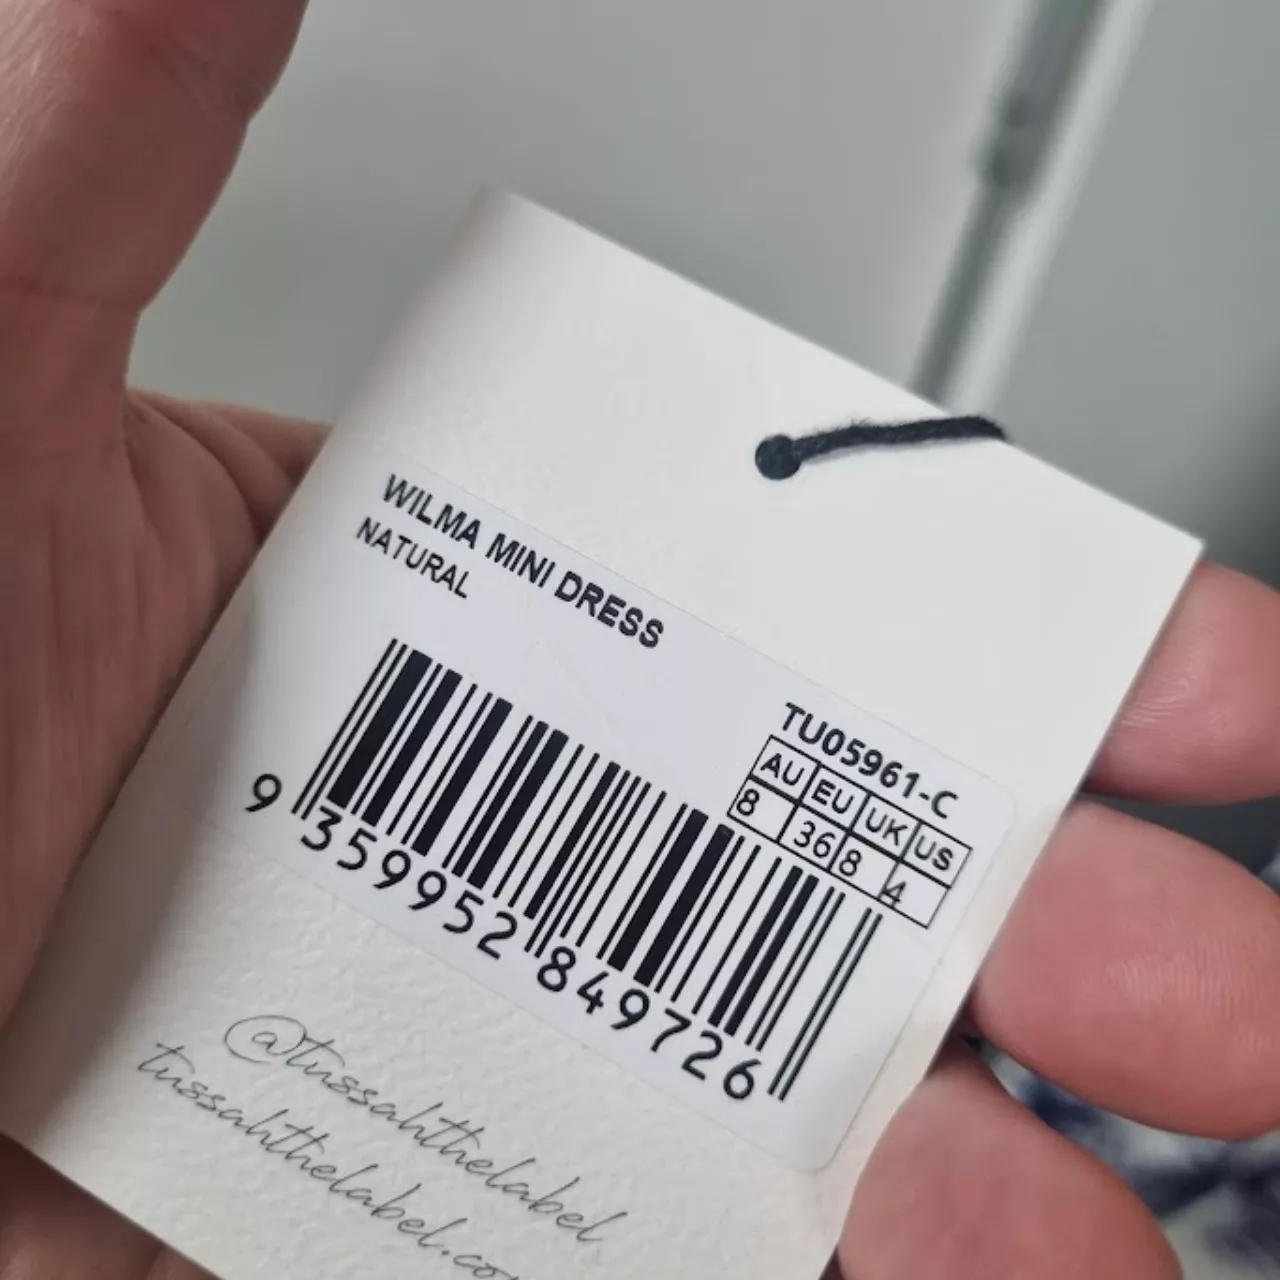 WILMA MINI DRESS
NATURAL
TU05961-C
AU EU UK US
8 36 8 4
9 359952 849726
@tussahthelabel
tussahthelabel.co